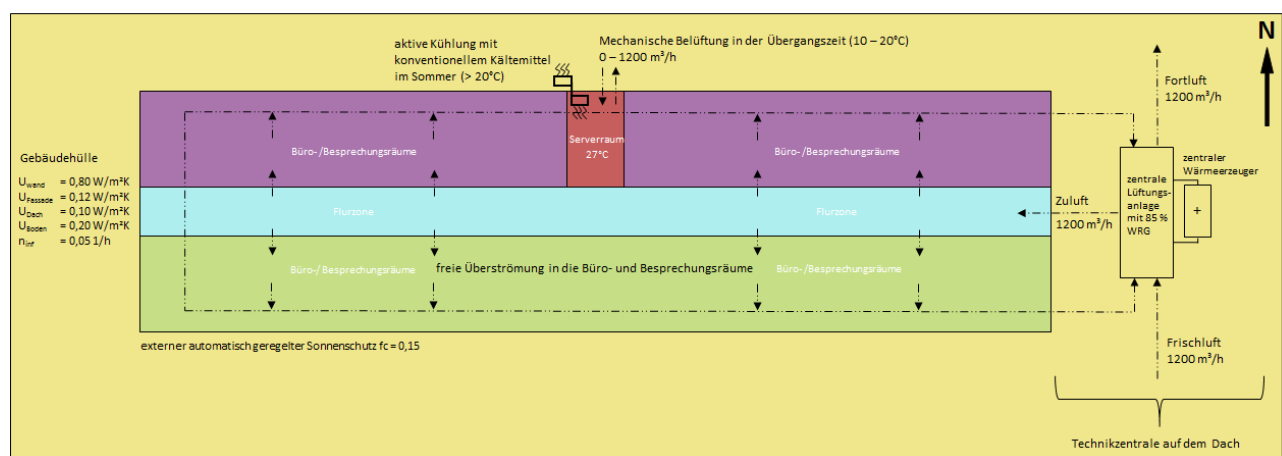 aktive Kühlung mit
konventionellem Kältemittel
im Sommer (> 20°C)
Mechanische Belüftung in der Übergangszeit (10 – 20°C)
0 – 1200 m³/h
N
Fortluft
1200 m³/h
Gebäudehülle
Uwand = 0,80 W/m²K
UFassade = 0,12 W/m²K
UDach = 0,10 W/m²K
UBoden = 0,20 W/m²K
ninf = 0,05 1/h
Büro-/Besprechungsräume
Serverraum
27°C
Büro-/Besprechungsräume
zentrale
Lüftungs-
anlage
mit 85 %
WRG
zentraler
Wärmeerzeuger
+
Flurzone
Flurzone
Zuluft
1200 m³/h
Büro-/Besprechungsräume
freie Überströmung in die Büro- und Besprechungsräume
Büro-/Besprechungsräume
externer automatisch geregelter Sonnenschutz fc = 0,15
Frischluft
1200 m³/h
Technikzentrale auf dem Dach